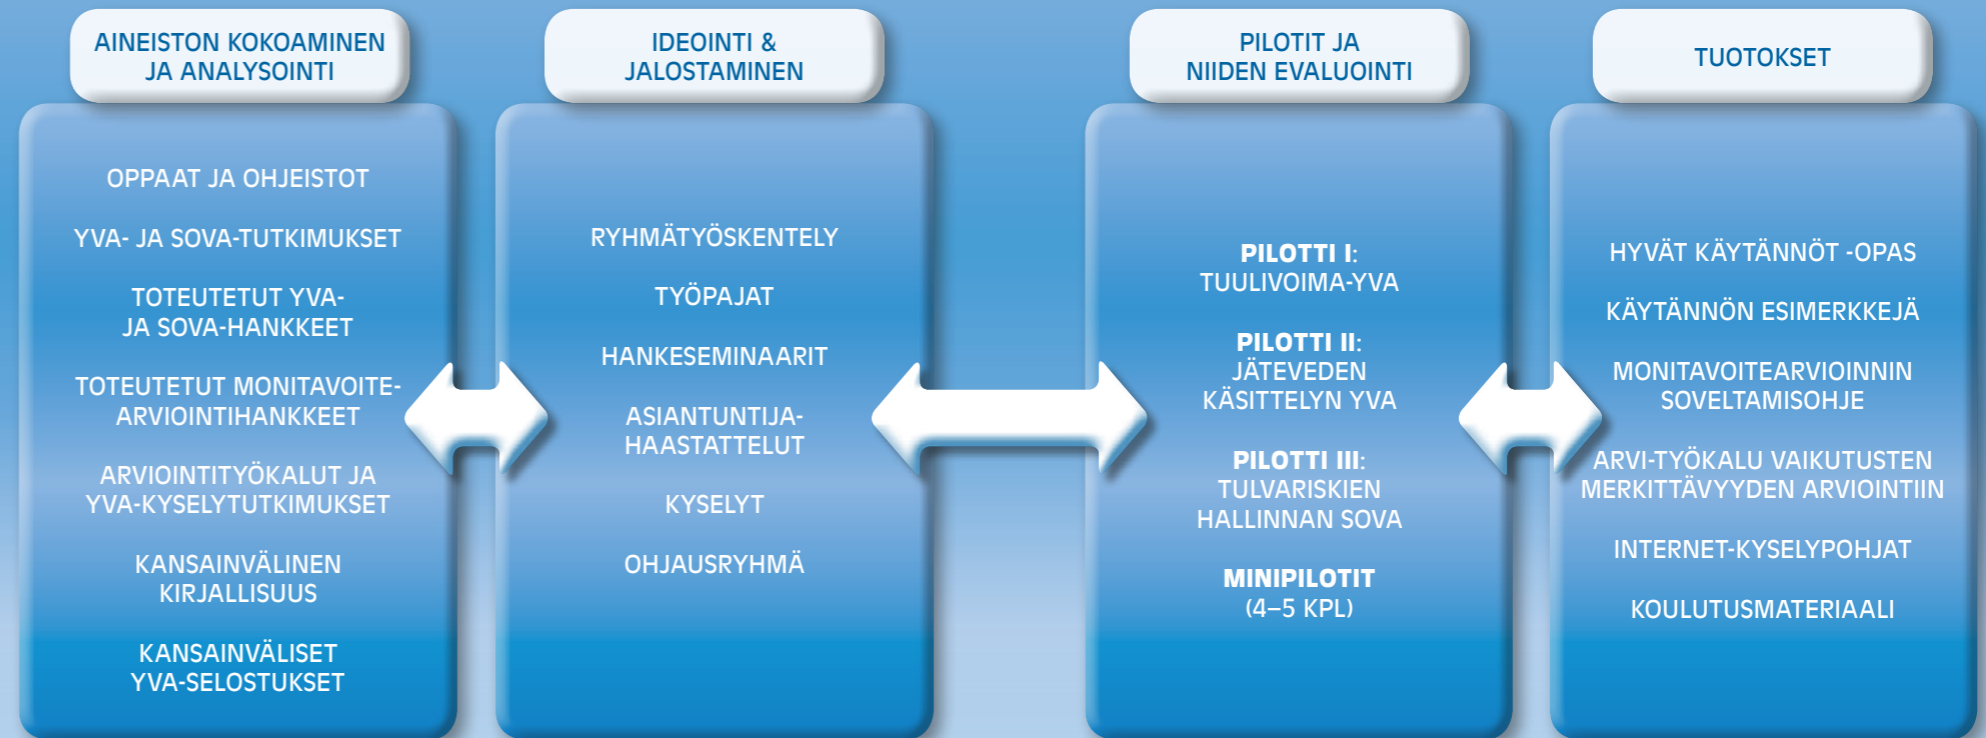 AINEISTON KOKOAMINEN
JA ANALYSOINTI
OPPAAT JA OHJEISTOT
YVA- JA SOVA-TUTKIMUKSET
TOTEUTETUT YVA-
JA SOVA-HANKKEET
TOTEUTETUT MONITAVOITE-
ARVIOINTIHANKKEET
ARVIOINTITYÖKALUT JA
YVA-KYSELYTUTKIMUKSET
KANSAINVÄLINEN
KIRJALLISUUS
KANSAINVÄLISET
YVA-SELOSTUKSET
IDEOINTI &
JALOSTAMINEN
RYHMÄTYÖSKENTELY
TYÖPAJAT
HANKESEMINAARIT
ASIANTUNTIJA-
HAASTATTELUT
KYSELYT
OHJAUSRYHMÄ
PILOTIT JA
NIIDEN EVALUOINTI
PILOTTI I:
TUULIVOIMA-YVA
PILOTTI II:
JÄTEVEDEN
KÄSITTELYN YVA
PILOTTI III:
TULVARISKIEN
HALLINNAN SOVA
MINIPILOTIT
(4–5 KPL)
TUOTOKSET
HYVÄT KÄYTÄNNÖT -OPAS
KÄYTÄNNÖN ESIMERKKEJÄ
MONITAVOITEARVIOINNIN
SOVELTAMISOHJE
ARVI-TYÖKALU VAIKUTUSTEN
MERKITTÄVYYDEN ARVIOINTIIN
INTERNET-KYSELYPOHJAT
KOULUTUSMATERIAALI